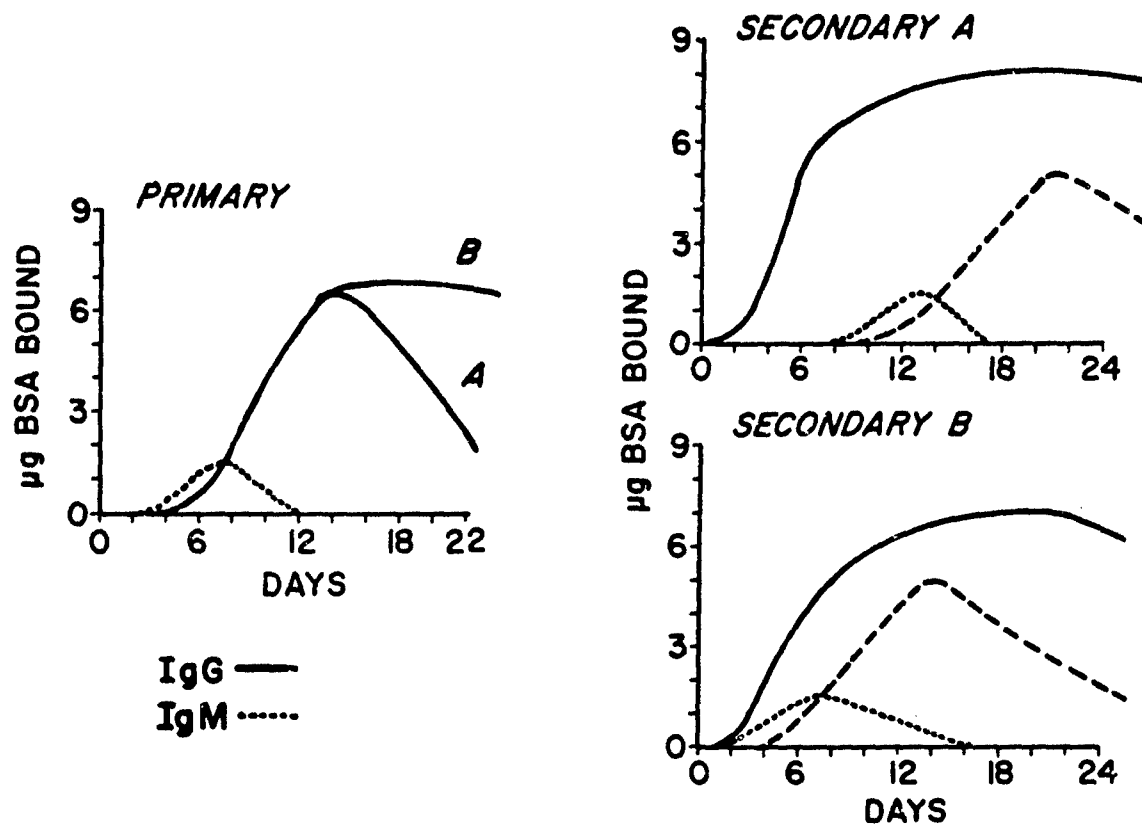 PRIMARY
9
6
3
0
B
A
µg BSA BOUND
0 6 12 18 22
DAYS
IgG
IgM
SECONDARY A
9
6
3
0
0 6 12 18 24
µg BSA BOUND
SECONDARY B
9
6
3
0
0 6 12 18 24
DAYS